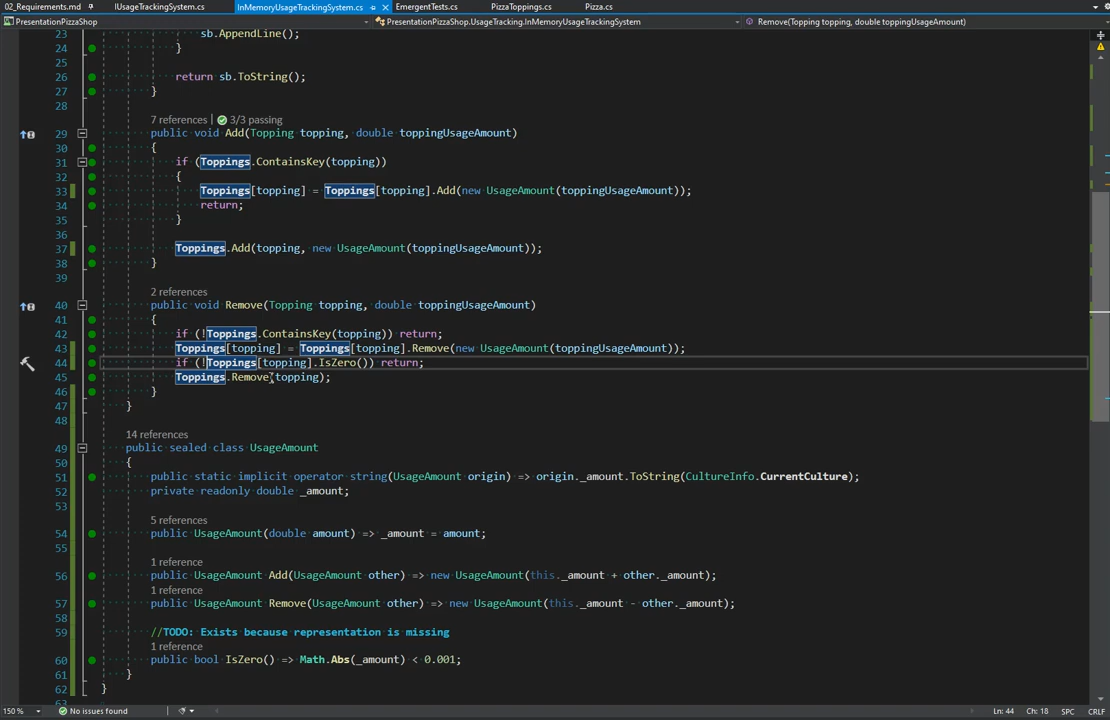 02_Requirements.md IUsageTrackingSystem.cs InMemoryUsageTrackingSystem.cs EmergentTests.cs PizzaToppings.cs Pizza.cs
PresentationPizzaShop PresentationPizzaShop.UsageTracking.InMemoryUsageTrackingSystem Remove(Topping topping, double toppingUsageAmount)
23 sb.AppendLine();
24 }
25
26 return sb.ToString();
27 }
28
7 references | 3/3 passing
29 public void Add(Topping topping, double toppingUsageAmount)
30 {
31 if (Toppings.ContainsKey(topping))
32 {
33 Toppings[topping] = Toppings[topping].Add(new UsageAmount(toppingUsageAmount));
34 return;
35 }
36
37 Toppings.Add(topping, new UsageAmount(toppingUsageAmount));
38 }
39
2 references
40 public void Remove(Topping topping, double toppingUsageAmount)
41 {
42 if (!Toppings.ContainsKey(topping)) return;
43 Toppings[topping] = Toppings[topping].Remove(new UsageAmount(toppingUsageAmount));
44 if (!Toppings[topping].IsZero()) return;
45 Toppings.Remove(topping);
46 }
47 }
48
14 references
49 public sealed class UsageAmount
50 {
51 public static implicit operator string(UsageAmount origin) => origin._amount.ToString(CultureInfo.CurrentCulture);
52 private readonly double _amount;
53
5 references
54 public UsageAmount(double amount) => _amount = amount;
55
1 reference
56 public UsageAmount Add(UsageAmount other) => new UsageAmount(this._amount + other._amount);
1 reference
57 public UsageAmount Remove(UsageAmount other) => new UsageAmount(this._amount - other._amount);
58
59 //TODO: Exists because representation is missing
1 reference
60 public bool IsZero() => Math.Abs(_amount) < 0.001;
61 }
62 }
63
150 % No issues found Ln: 44 Ch: 18 SPC CRLF